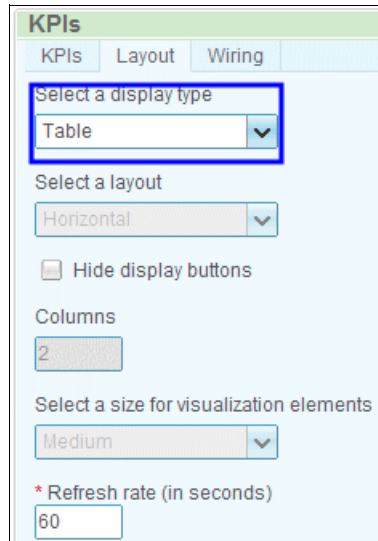 KPIs
KPIs Layout Wiring
Select a display type
Table
Select a layout
Horizontal
Hide display buttons
Columns
2
Select a size for visualization elements
Medium
* Refresh rate (in seconds)
60